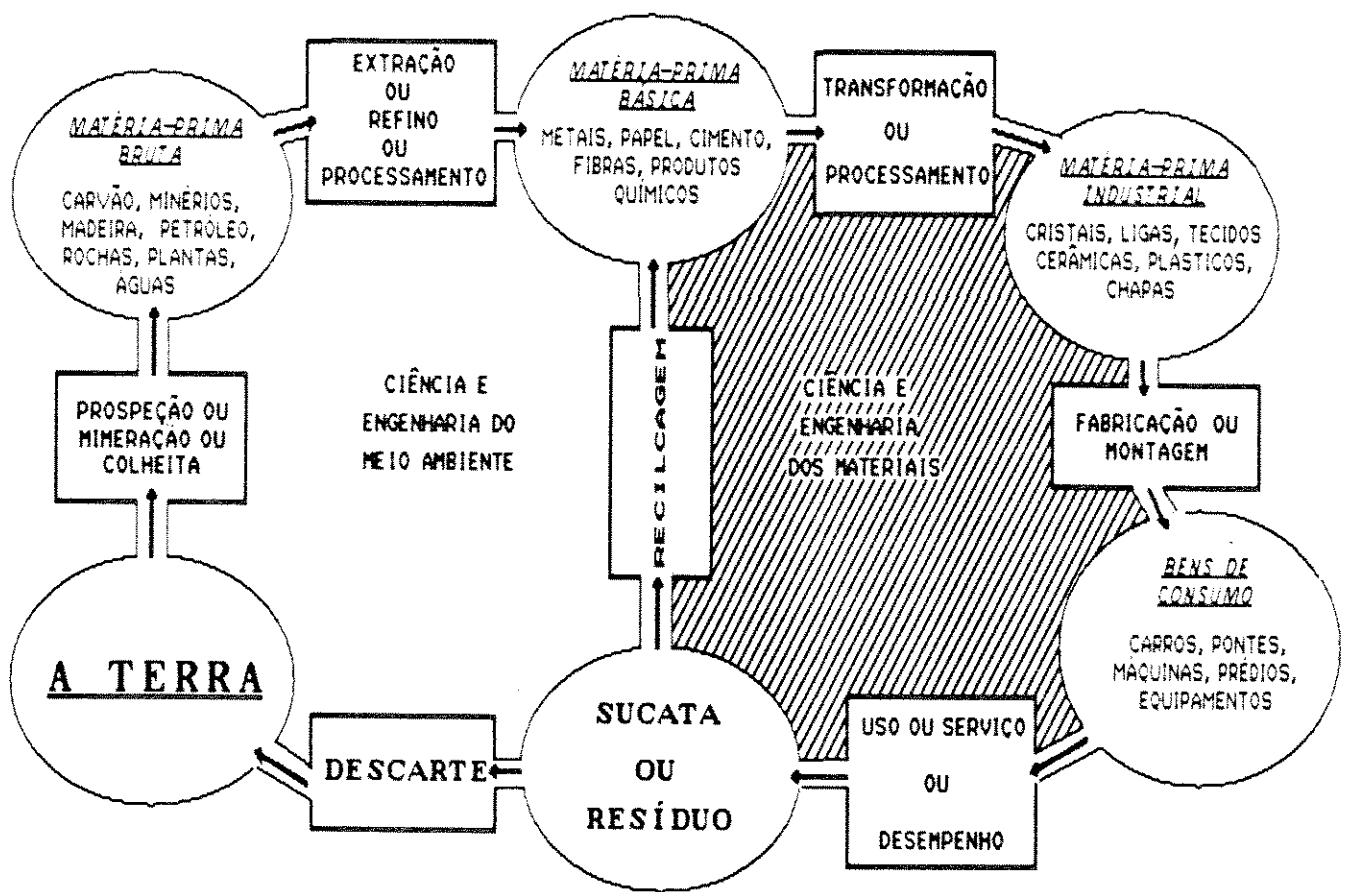 MATÉRIA-PRIMA
BRUTA
CARVÃO, MINÉRIOS,
MADEIRA, PETRÓLEO,
ROCHAS, PLANTAS,
ÁGUAS
EXTRAÇÃO
OU
REFINO
OU
PROCESSAMENTO
MATÉRIA-PRIMA
BÁSICA
METAIS, PAPEL, CIMENTO,
FIBRAS, PRODUTOS
QUÍMICOS
TRANSFORMAÇÃO
OU
PROCESSAMENTO
MATÉRIA-PRIMA
INDUSTRIAL
CRISTAIS, LIGAS, TECIDOS
CERÂMICAS, PLASTICOS,
CHAPAS
PROSPEÇÃO OU
MIMERAÇÃO OU
COLHEITA
CIÊNCIA E
ENGENHARIA DO
MEIO AMBIENTE
RECILCAGEM
CIÊNCIA E
ENGENHARIA
DOS MATERIAIS
FABRICAÇÃO OU
MONTAGEM
A TERRA
DESCARTE
SUCATA
OU
RESÍDUO
USO OU SERVIÇO
OU
DESEMPENHO
BENS DE
CONSUMO
CARROS, PONTES,
MÁQUINAS, PRÉDIOS,
EQUIPAMENTOS